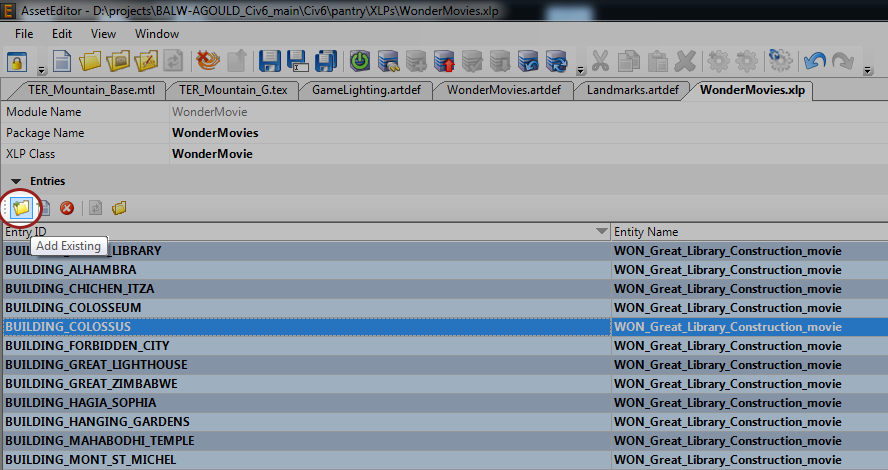 AssetEditor - D:\projects\BALW-AGOULD_Civ6_main\Civ6\pantry\XLPs\WonderMovies.xlp
File Edit View Window
TER_Mountain_Base.mtl TER_Mountain_G.tex GameLighting.artdef WonderMovies.artdef Landmarks.artdef WonderMovies.xlp
Module Name WonderMovie
Package Name WonderMovies
XLP Class WonderMovie
Entries
Entry ID Entity Name
Add Existing
LIBRARY WON_Great_Library_Construction_movie
BUILDING_ALHAMBRA WON_Great_Library_Construction_movie
BUILDING_CHICHEN_ITZA WON_Great_Library_Construction_movie
BUILDING_COLOSSEUM WON_Great_Library_Construction_movie
BUILDING_COLOSSUS WON_Great_Library_Construction_movie
BUILDING_FORBIDDEN_CITY WON_Great_Library_Construction_movie
BUILDING_GREAT_LIGHTHOUSE WON_Great_Library_Construction_movie
BUILDING_GREAT_ZIMBABWE WON_Great_Library_Construction_movie
BUILDING_HAGIA_SOPHIA WON_Great_Library_Construction_movie
BUILDING_HANGING_GARDENS WON_Great_Library_Construction_movie
BUILDING_MAHABODHI_TEMPLE WON_Great_Library_Construction_movie
BUILDING_MONT_ST_MICHEL WON_Great_Library_Construction_movie